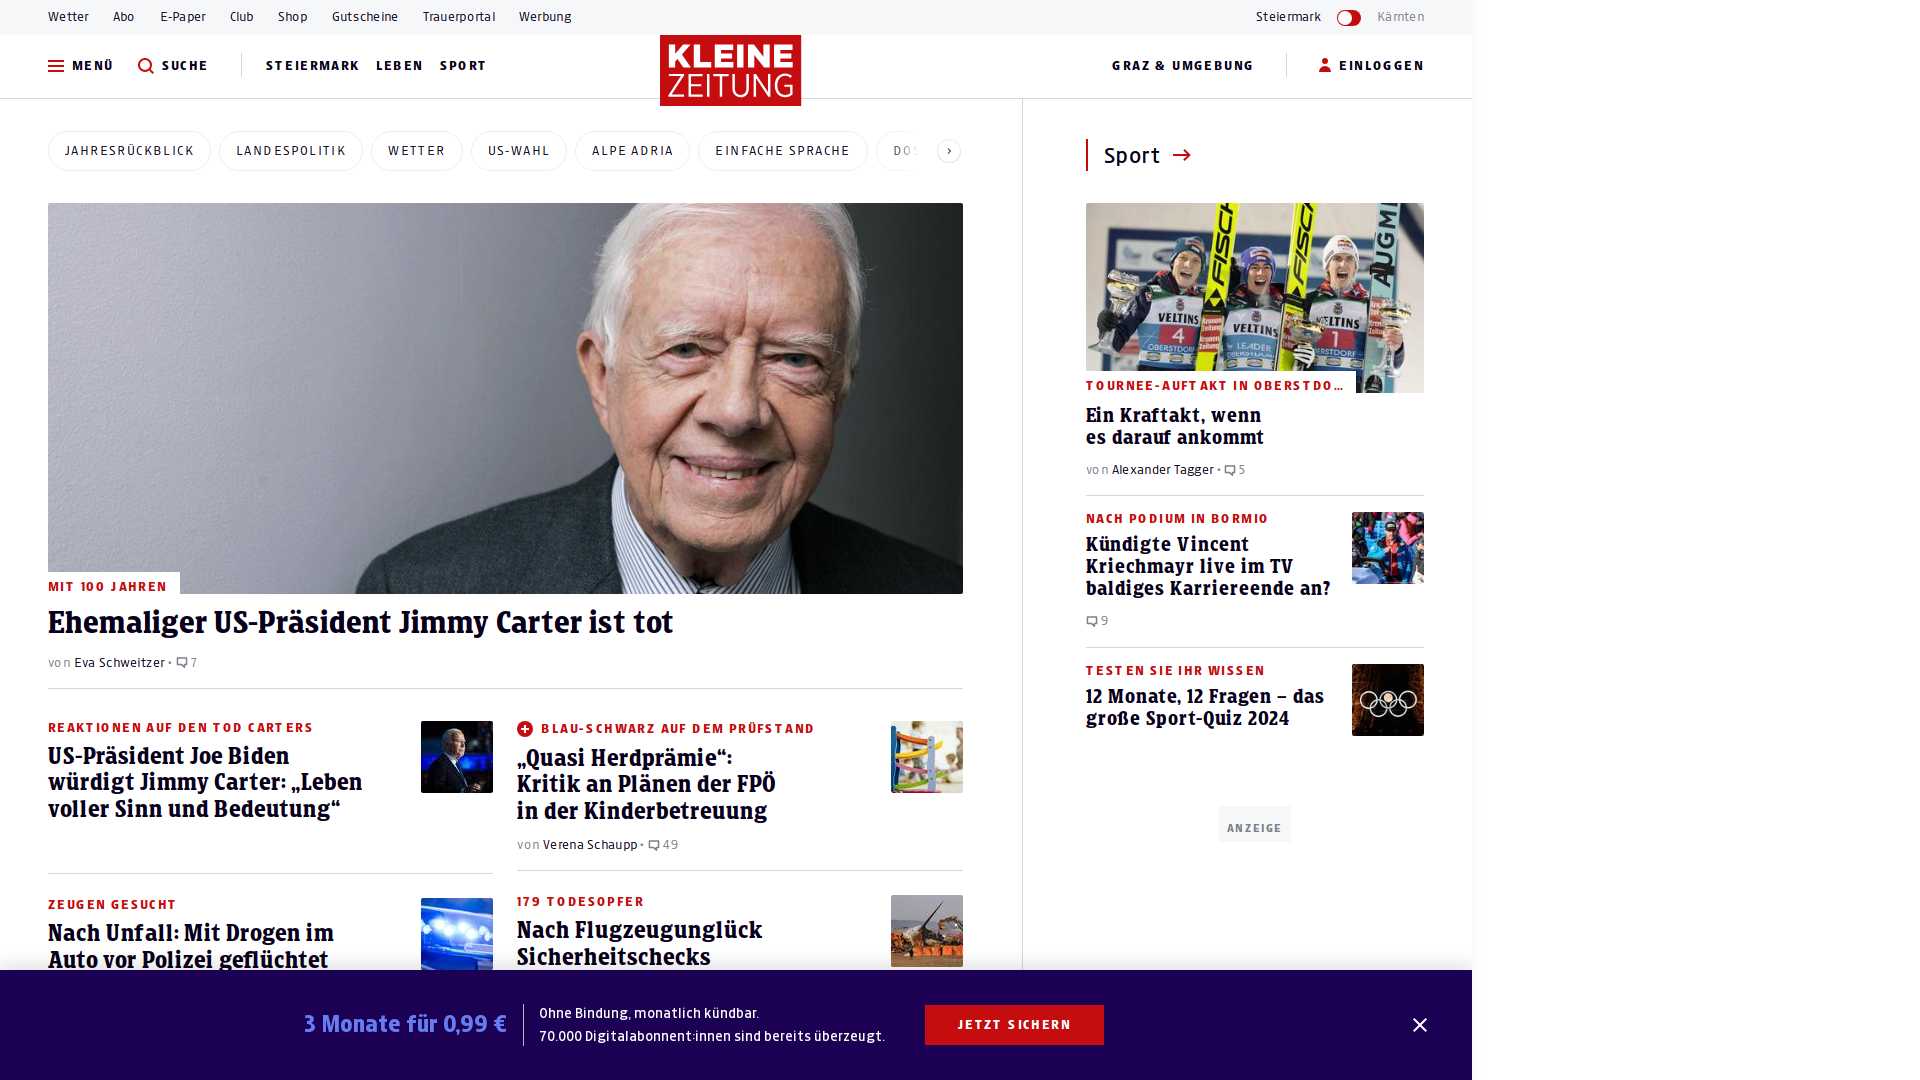 Wetter Abo E-Paper Club Shop Gutscheine Trauerportal Werbung Steiermark Kärnten
MENÜ SUCHE STEIERMARK LEBEN SPORT KLEINE ZEITUNG GRAZ & UMGEBUNG EINLOGGEN
JAHRESRÜCKBLICK LANDESPOLITIK WETTER US-WAHL ALPE ADRIA EINFACHE SPRACHE
MIT 100 JAHREN
Ehemaliger US-Präsident Jimmy Carter ist tot
von Eva Schweitzer • 7
REAKTIONEN AUF DEN TOD CARTERS
US-Präsident Joe Biden
würdigt Jimmy Carter: „Leben
voller Sinn und Bedeutung“
BLAU-SCHWARZ AUF DEM PRÜFSTAND
„Quasi Herdprämie“:
Kritik an Plänen der FPÖ
in der Kinderbetreuung
von Verena Schaupp • 49
ZEUGEN GESUCHT
Nach Unfall: Mit Drogen im
Auto vor Polizei geflüchtet
179 TODESOPFER
Nach Flugzeugunglück
Sicherheitschecks
Sport
FISCHER
FISCHER
AUGM
VELTINS
VELTINS
VELTINS
4
LEADER
1
OBERSTDORF
OBERSTDORF
TOURNEE-AUFTAKT IN OBERSTDO...
Ein Kraftakt, wenn
es darauf ankommt
von Alexander Tagger • 5
NACH PODIUM IN BORMIO
Kündigte Vincent
Kriechmayr live im TV
baldiges Karriereende an?
9
TESTEN SIE IHR WISSEN
12 Monate, 12 Fragen – das
große Sport-Quiz 2024
ANZEIGE
3 Monate für 0,99 €
Ohne Bindung, monatlich kündbar.
70.000 Digitalabonnent:innen sind bereits überzeugt.
JETZT SICHERN